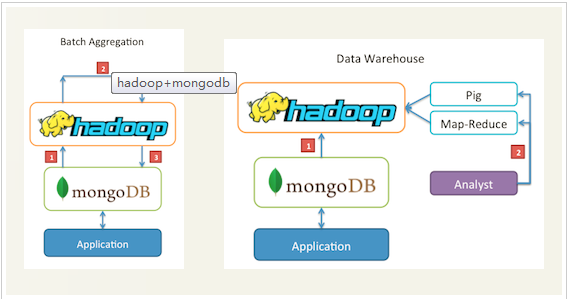 Batch Aggregation
2
hadoop+mongodb
hadoop
1
3
mongoDB
Application
Data Warehouse
hadoop
Pig
Map-Reduce
1
2
mongoDB
Analyst
Application